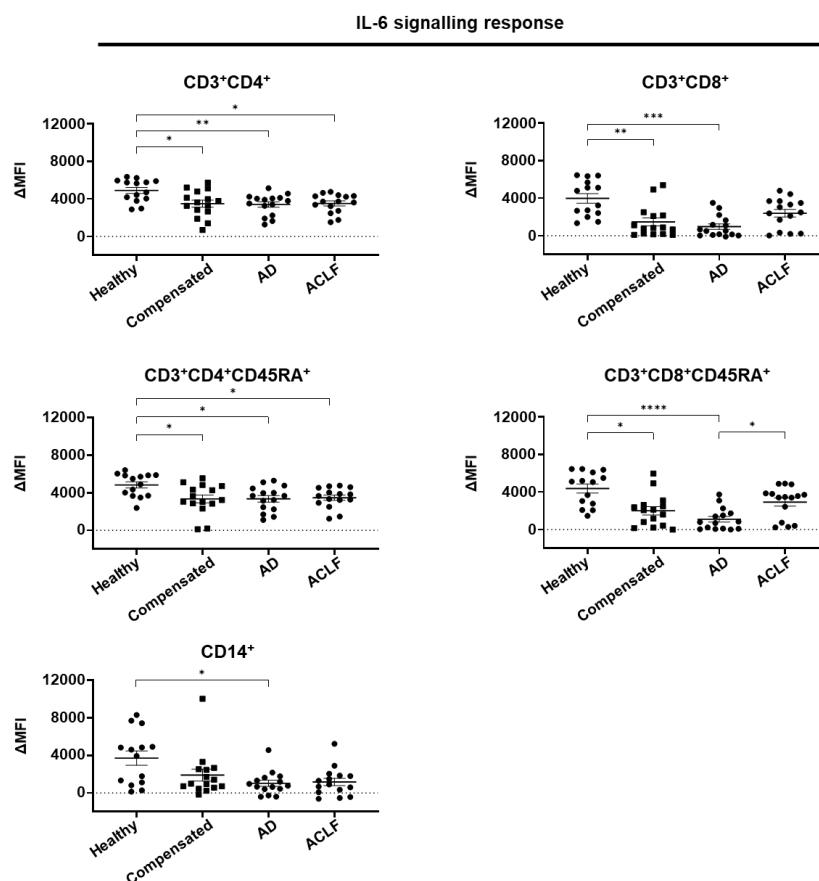 IL-6 signalling response
CD3⁺CD4⁺
ΔMFI
12000
8000
4000
0
*
**
*
Healthy
Compensated
AD
ACLF
CD3⁺CD8⁺
ΔMFI
12000
8000
4000
0
***
**
Healthy
Compensated
AD
ACLF
CD3⁺CD4⁺CD45RA⁺
ΔMFI
12000
8000
4000
0
*
*
*
Healthy
Compensated
AD
ACLF
CD3⁺CD8⁺CD45RA⁺
ΔMFI
12000
8000
4000
0
****
*
*
Healthy
Compensated
AD
ACLF
CD14⁺
ΔMFI
12000
8000
4000
0
*
Healthy
Compensated
AD
ACLF